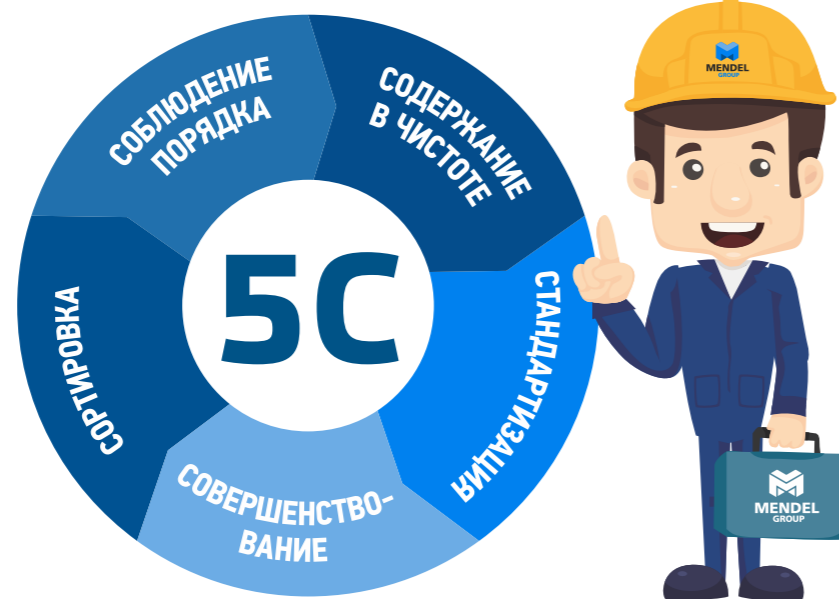 СОБЛЮДЕНИЕ
ПОРЯДКА
СОДЕРЖАНИЕ
В ЧИСТОТЕ
СТАНДАРТИЗАЦИЯ
СОВЕРШЕНСТВО-
ВАНИЕ
СОРТИРОВКА
5С
MENDEL
GROUP
MENDEL
GROUP